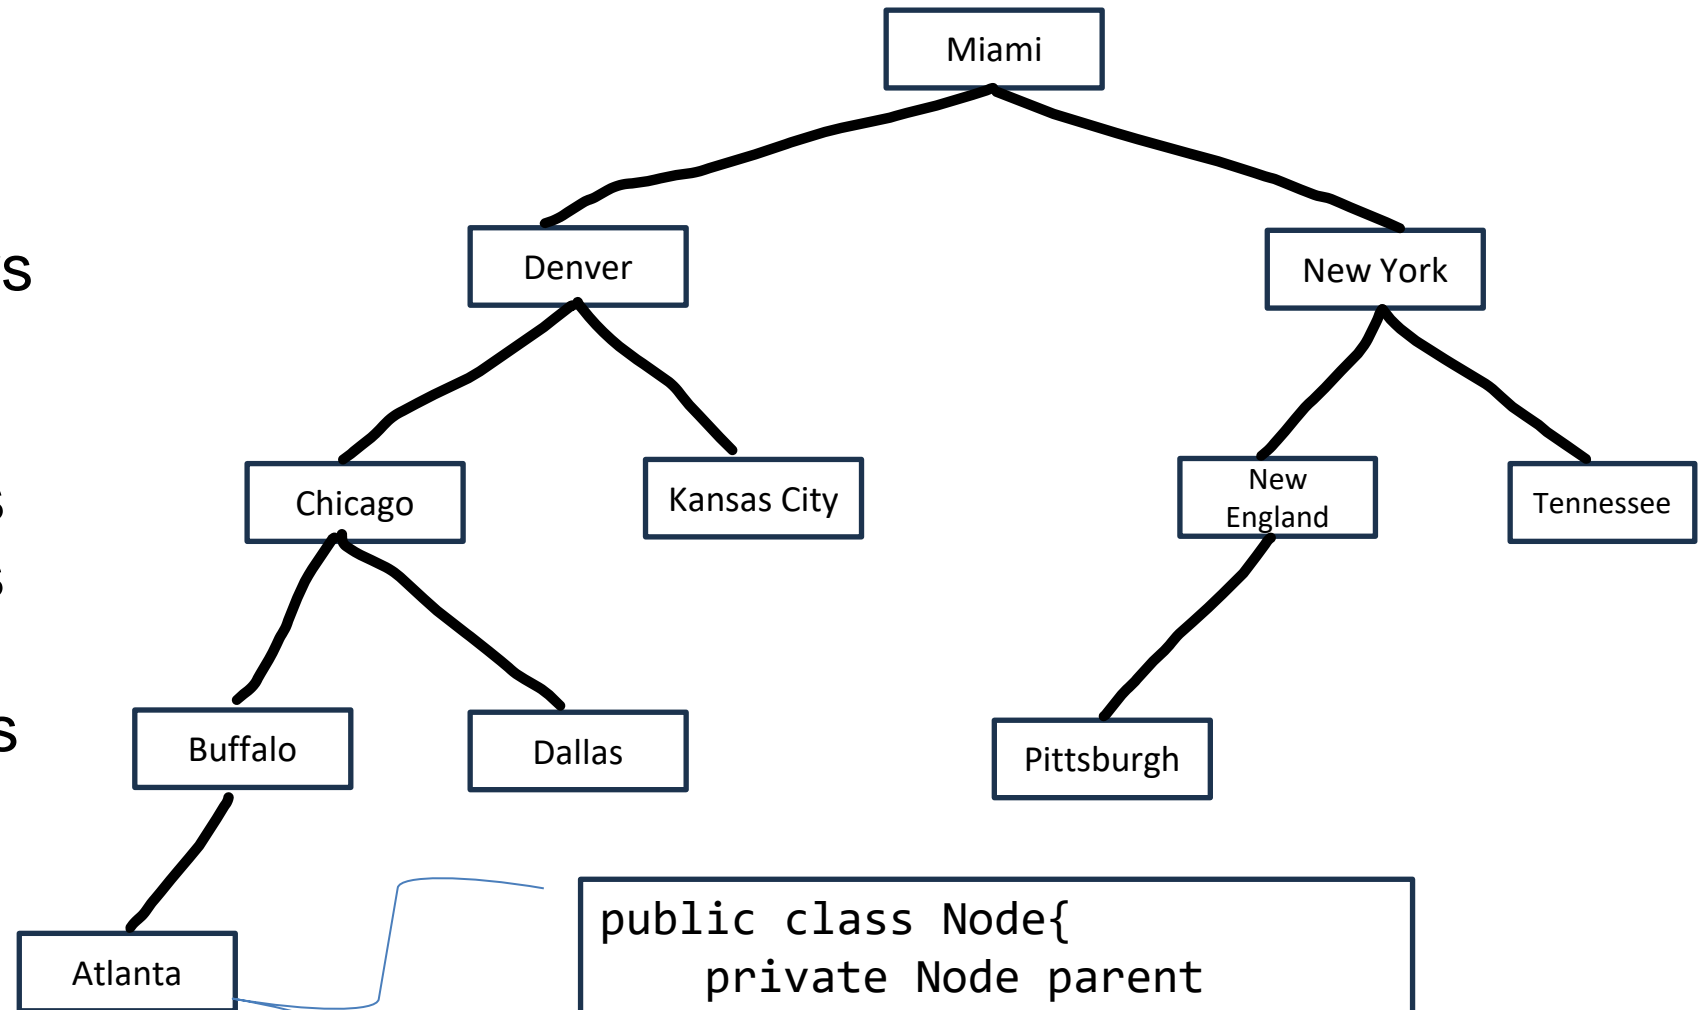 Miami
Denver
New York
Chicago
Kansas City
New
England
Tennessee
Buffalo
Dallas
Pittsburgh
Atlanta
public class Node{
private Node parent